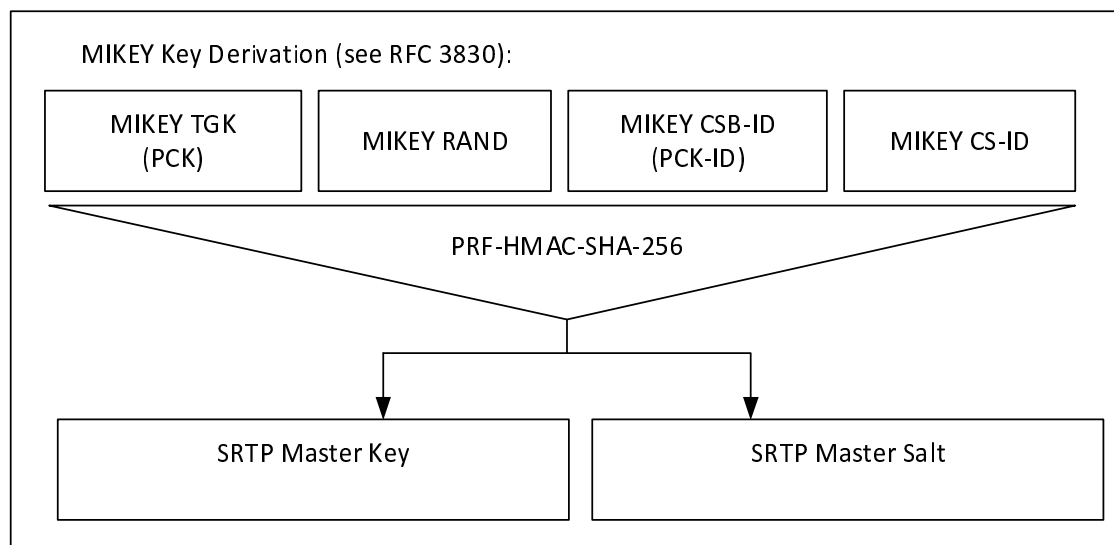 MIKEY Key Derivation (see RFC 3830):
MIKEY TGK
(PCK)
MIKEY RAND
MIKEY CSB-ID
(PCK-ID)
MIKEY CS-ID
PRF-HMAC-SHA-256
SRTP Master Key
SRTP Master Salt